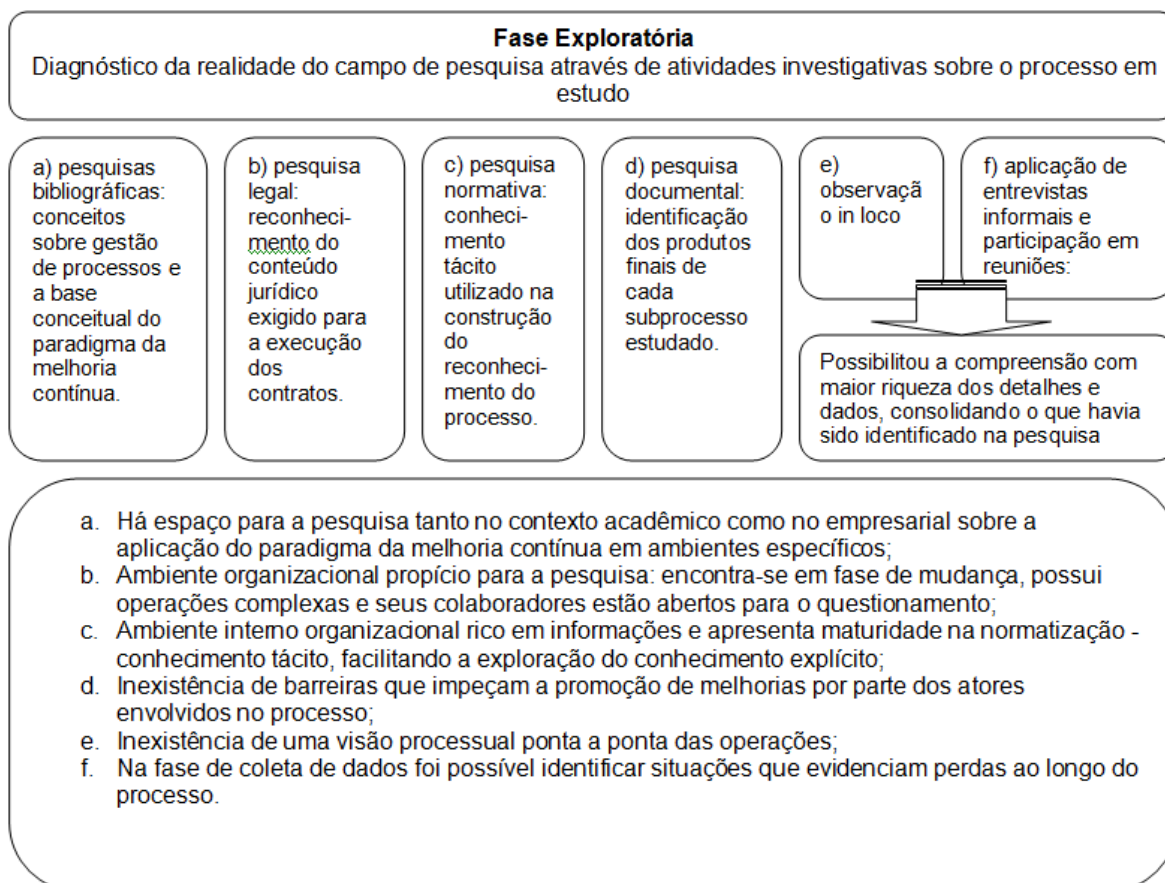 Fase Exploratória
Diagnóstico da realidade do campo de pesquisa através de atividades investigativas sobre o processo em
estudo
a) pesquisas
bibliográficas:
conceitos
sobre gestão
de processos e
a base
conceitual do
paradigma da
melhoria
contínua.
b) pesquisa
legal:
reconheci-
mento do
conteúdo
jurídico
exigido para
a execução
dos
contratos.
c) pesquisa
normativa:
conheci-
mento
tácito
utilizado na
construção
do
reconheci-
mento do
processo.
d) pesquisa
documental:
identificação
dos produtos
finais de
cada
subprocesso
estudado.
e)
observaçã
o in loco
f) aplicação de
entrevistas
informais e
participação em
reuniões:
Possibilitou a compreensão com
maior riqueza dos detalhes e
dados, consolidando o que havia
sido identificado na pesquisa
a. Há espaço para a pesquisa tanto no contexto acadêmico como no empresarial sobre a
aplicação do paradigma da melhoria contínua em ambientes específicos;
b. Ambiente organizacional propício para a pesquisa: encontra-se em fase de mudança, possui
operações complexas e seus colaboradores estão abertos para o questionamento;
c. Ambiente interno organizacional rico em informações e apresenta maturidade na normatização -
conhecimento tácito, facilitando a exploração do conhecimento explícito;
d. Inexistência de barreiras que impeçam a promoção de melhorias por parte dos atores
envolvidos no processo;
e. Inexistência de uma visão processual ponta a ponta das operações;
f. Na fase de coleta de dados foi possível identificar situações que evidenciam perdas ao longo do
processo.